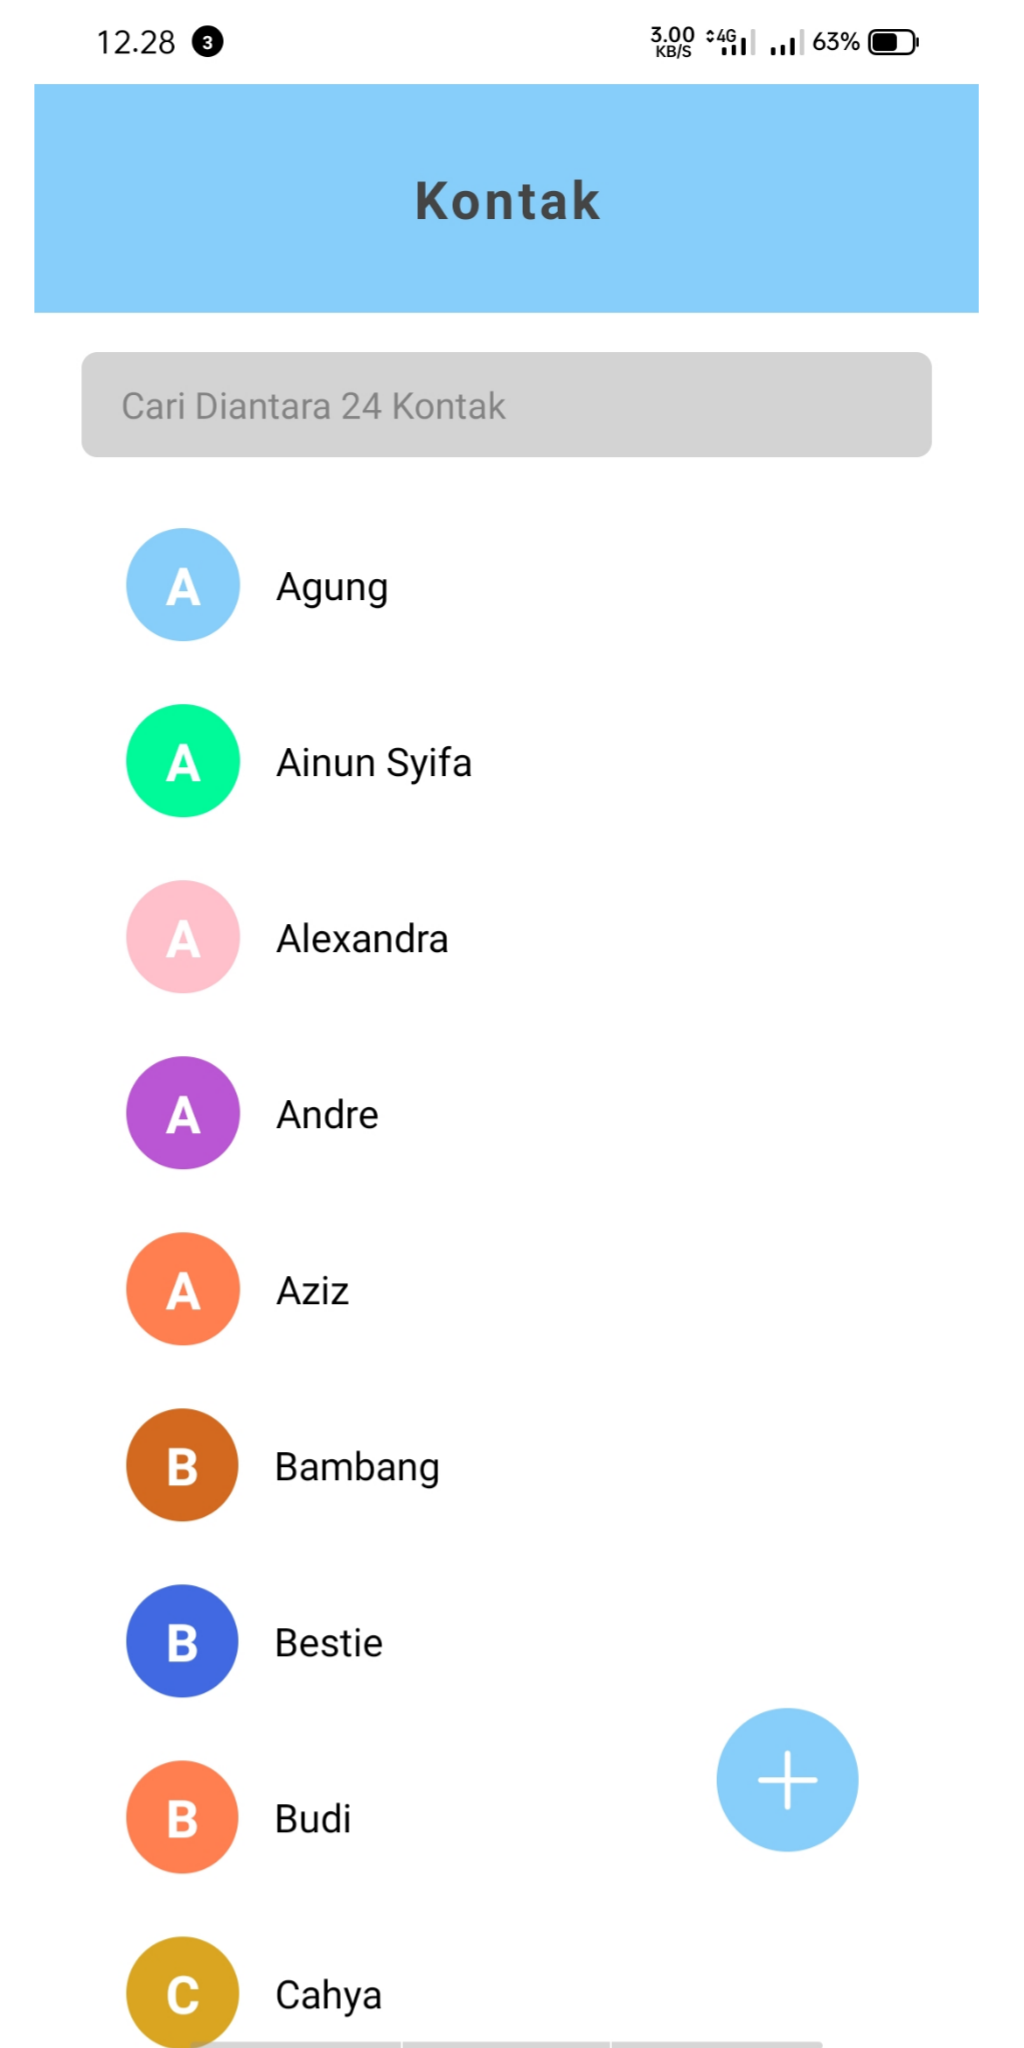 12.28 3 3.00 KB/S 4G 63%
Kontak
Cari Diantara 24 Kontak
A Agung
A Ainun Syifa
A Alexandra
A Andre
A Aziz
B Bambang
B Bestie
B Budi
C Cahya